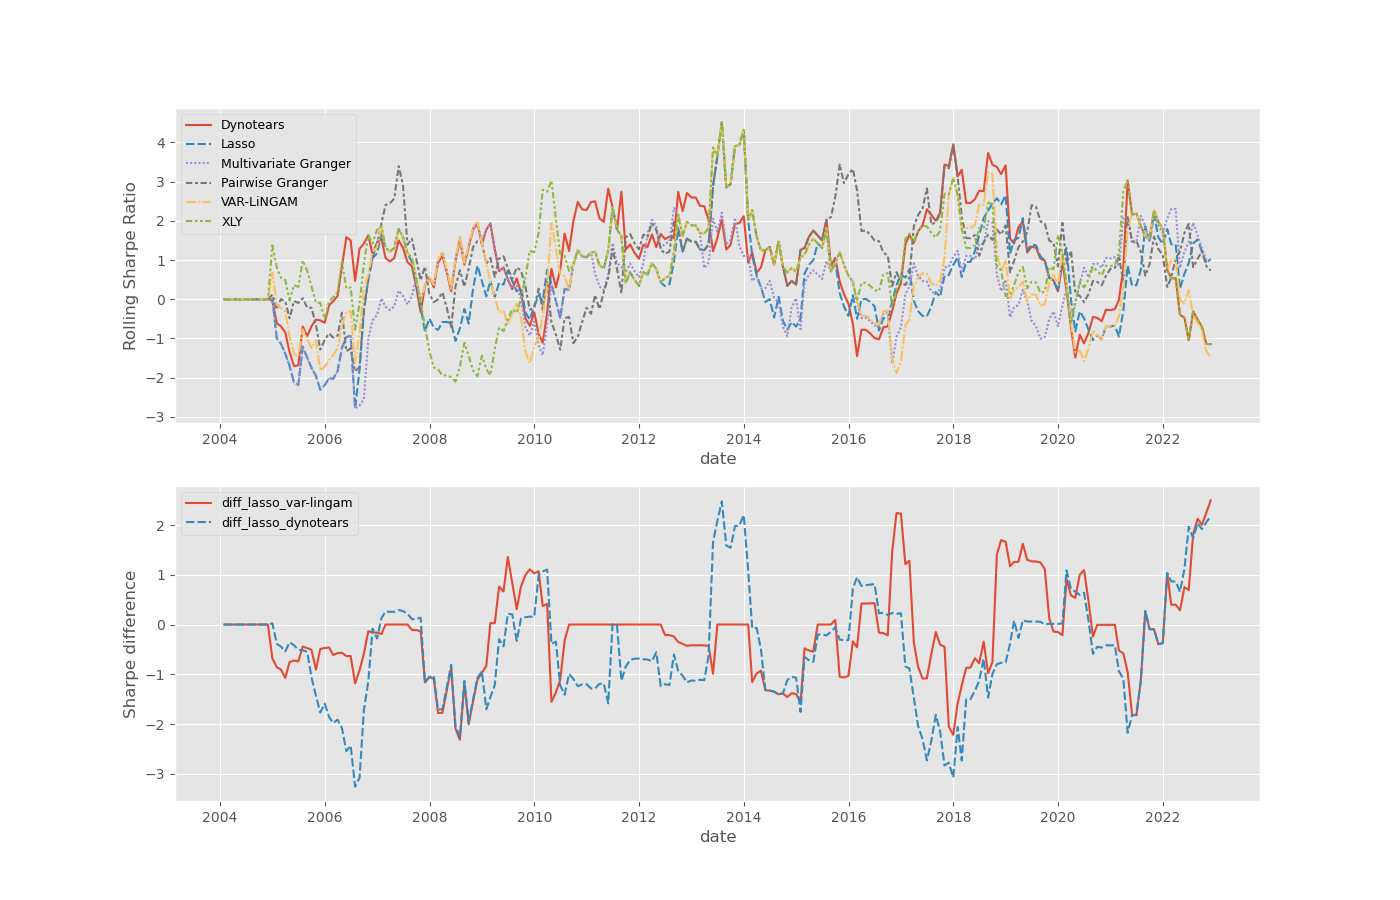 Rolling Sharpe Ratio
4
3
2
1
0
−1
−2
−3
Dynotears
Lasso
Multivariate Granger
Pairwise Granger
VAR-LiNGAM
XLY
2004 2006 2008 2010 2012 2014 2016 2018 2020 2022
date
Sharpe difference
2
1
0
−1
−2
−3
diff_lasso_var-lingam
diff_lasso_dynotears
2004 2006 2008 2010 2012 2014 2016 2018 2020 2022
date